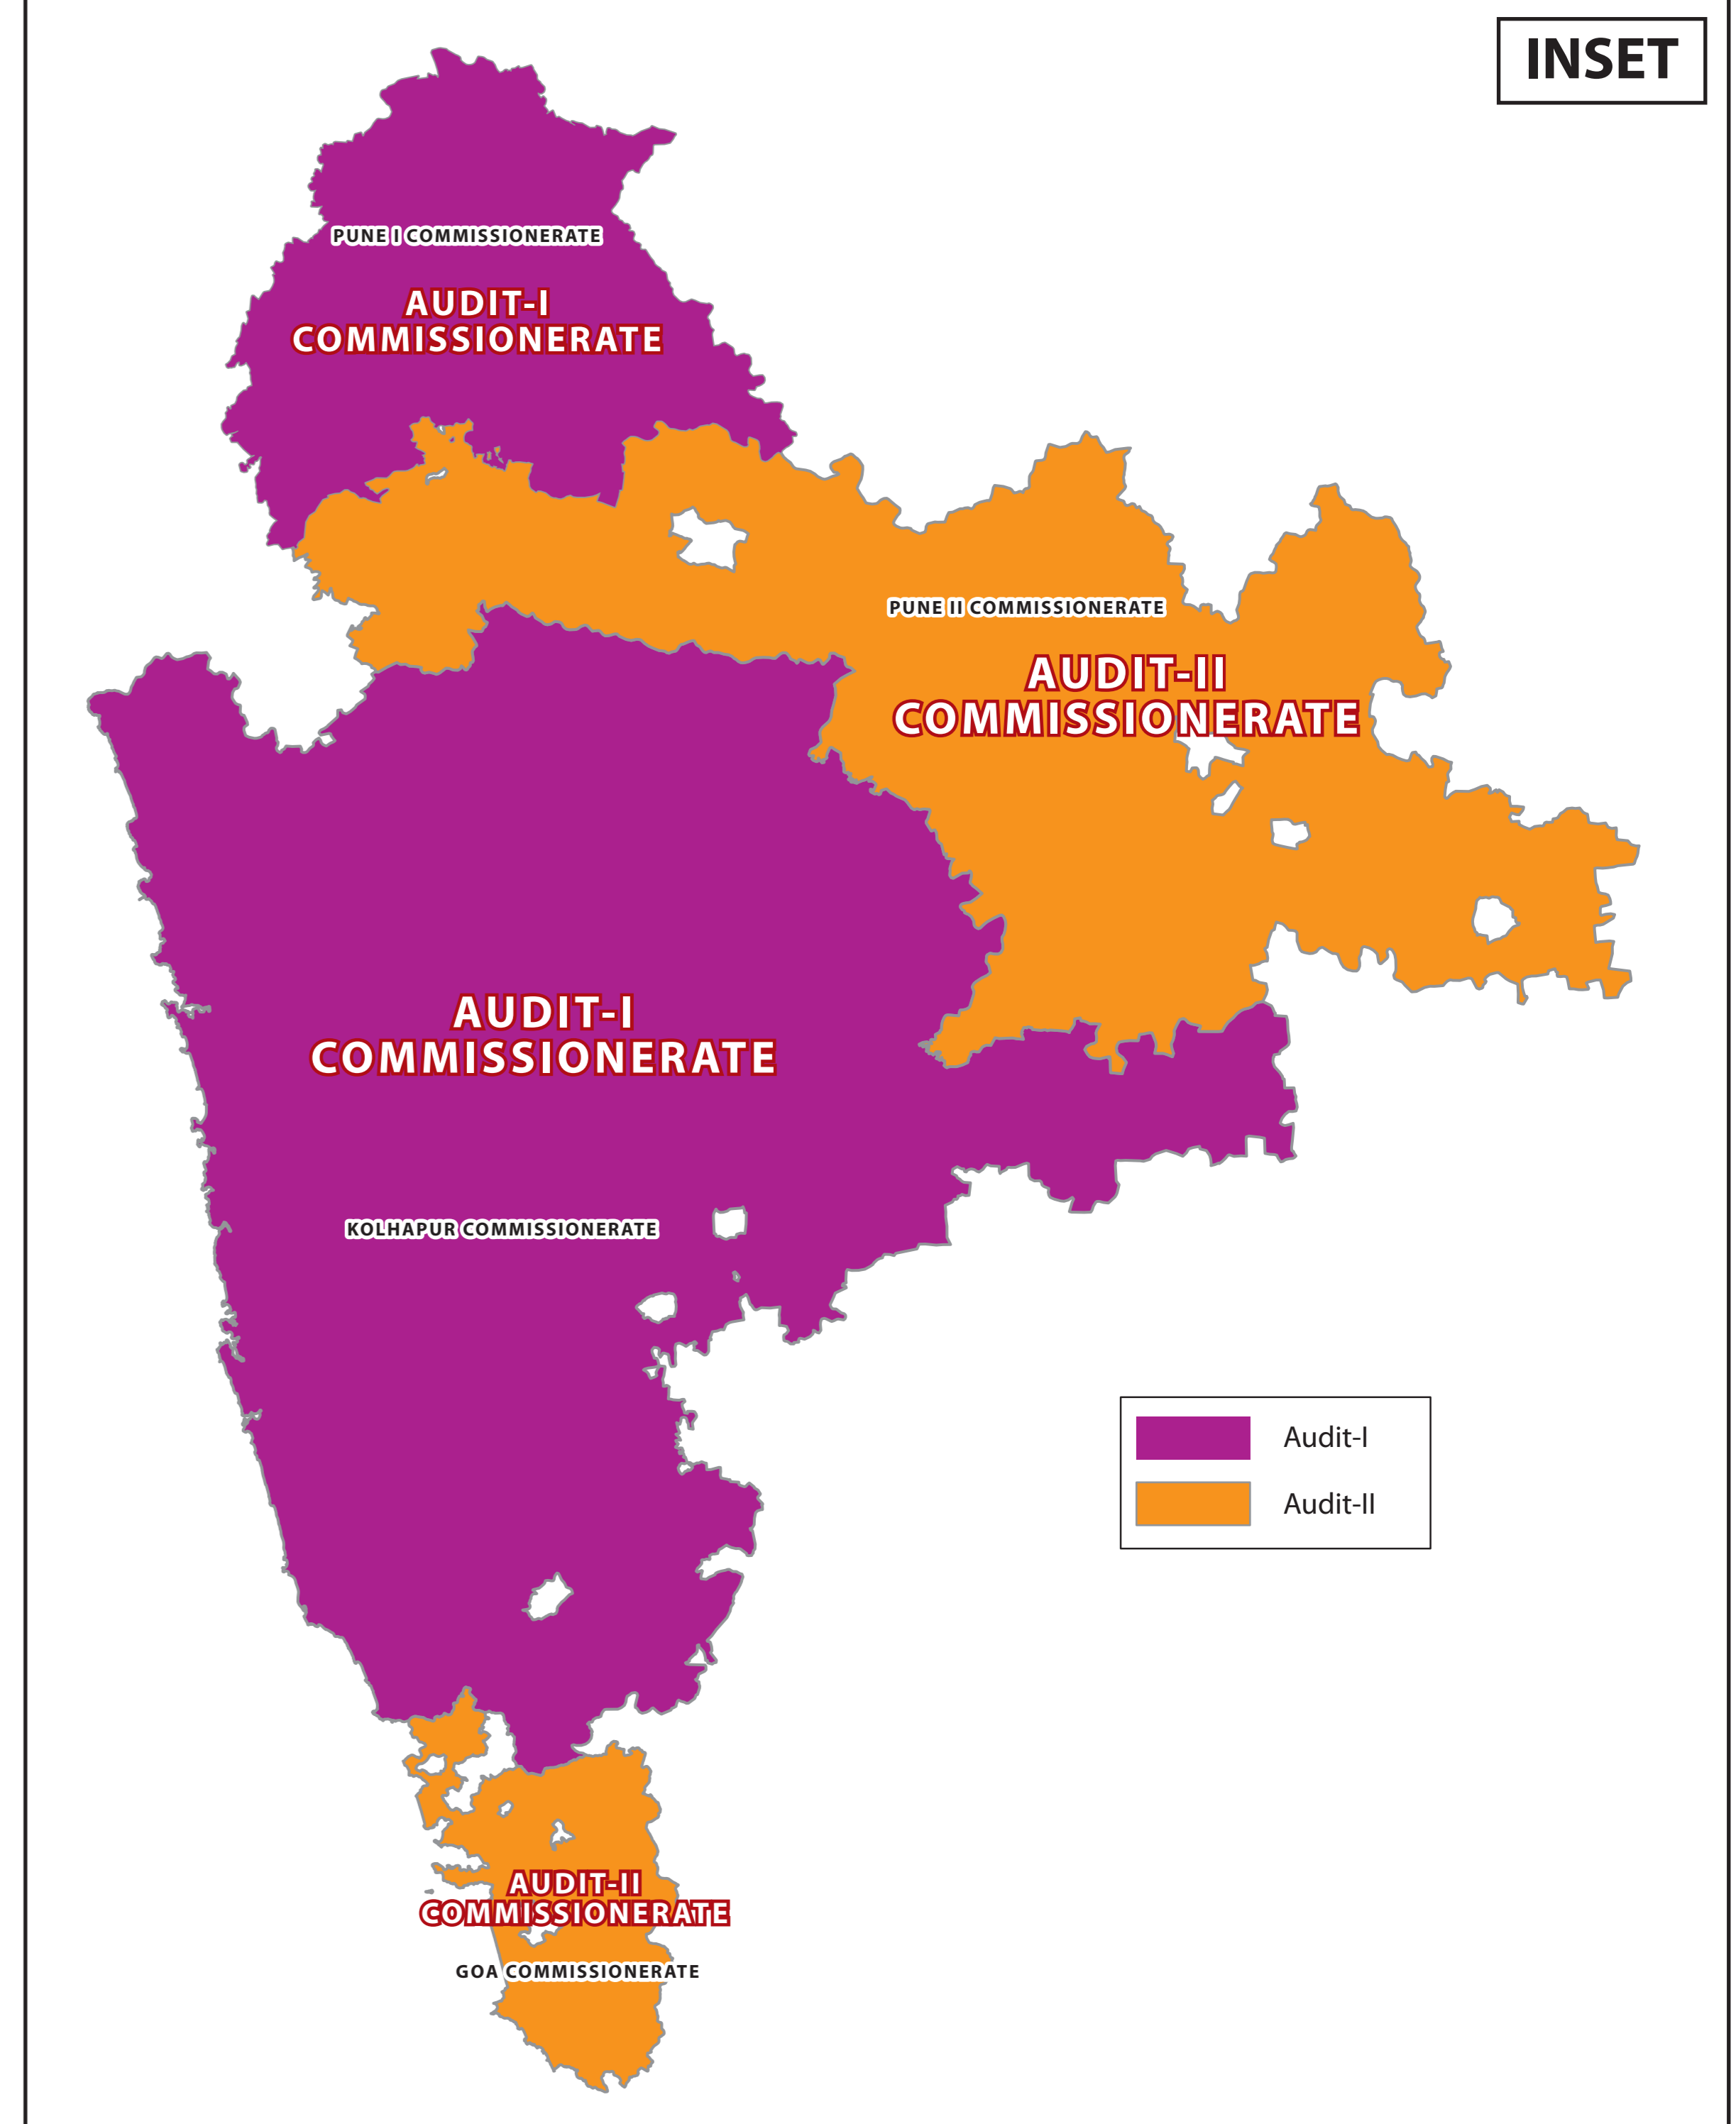 INSET
PUNE I COMMISSIONERATE
AUDIT-I
COMMISSIONERATE
PUNE II COMMISSIONERATE
AUDIT-II
COMMISSIONERATE
AUDIT-I
COMMISSIONERATE
KOLHAPUR COMMISSIONERATE
Audit-I
Audit-II
AUDIT-II
COMMISSIONERATE
GOA COMMISSIONERATE